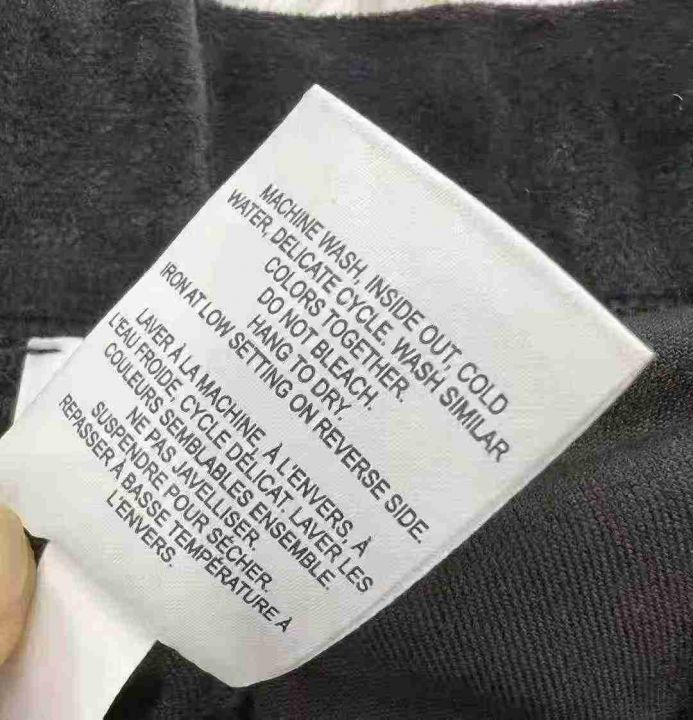 MACHINE WASH, INSIDE OUT, COLD
WATER, DELICATE CYCLE. WASH SIMILAR
COLORS TOGETHER.
DO NOT BLEACH.
HANG TO DRY.
IRON AT LOW SETTING ON REVERSE SIDE.
LAVER À LA MACHINE, À L'ENVERS, À
L'EAU FROIDE, CYCLE DÉLICAT. LAVER LES
COULEURS SEMBLABLES ENSEMBLE.
NE PAS JAVELLISER.
SUSPENDRE POUR SÉCHER.
REPASSER À BASSE TEMPÉRATURE À
L'ENVERS.